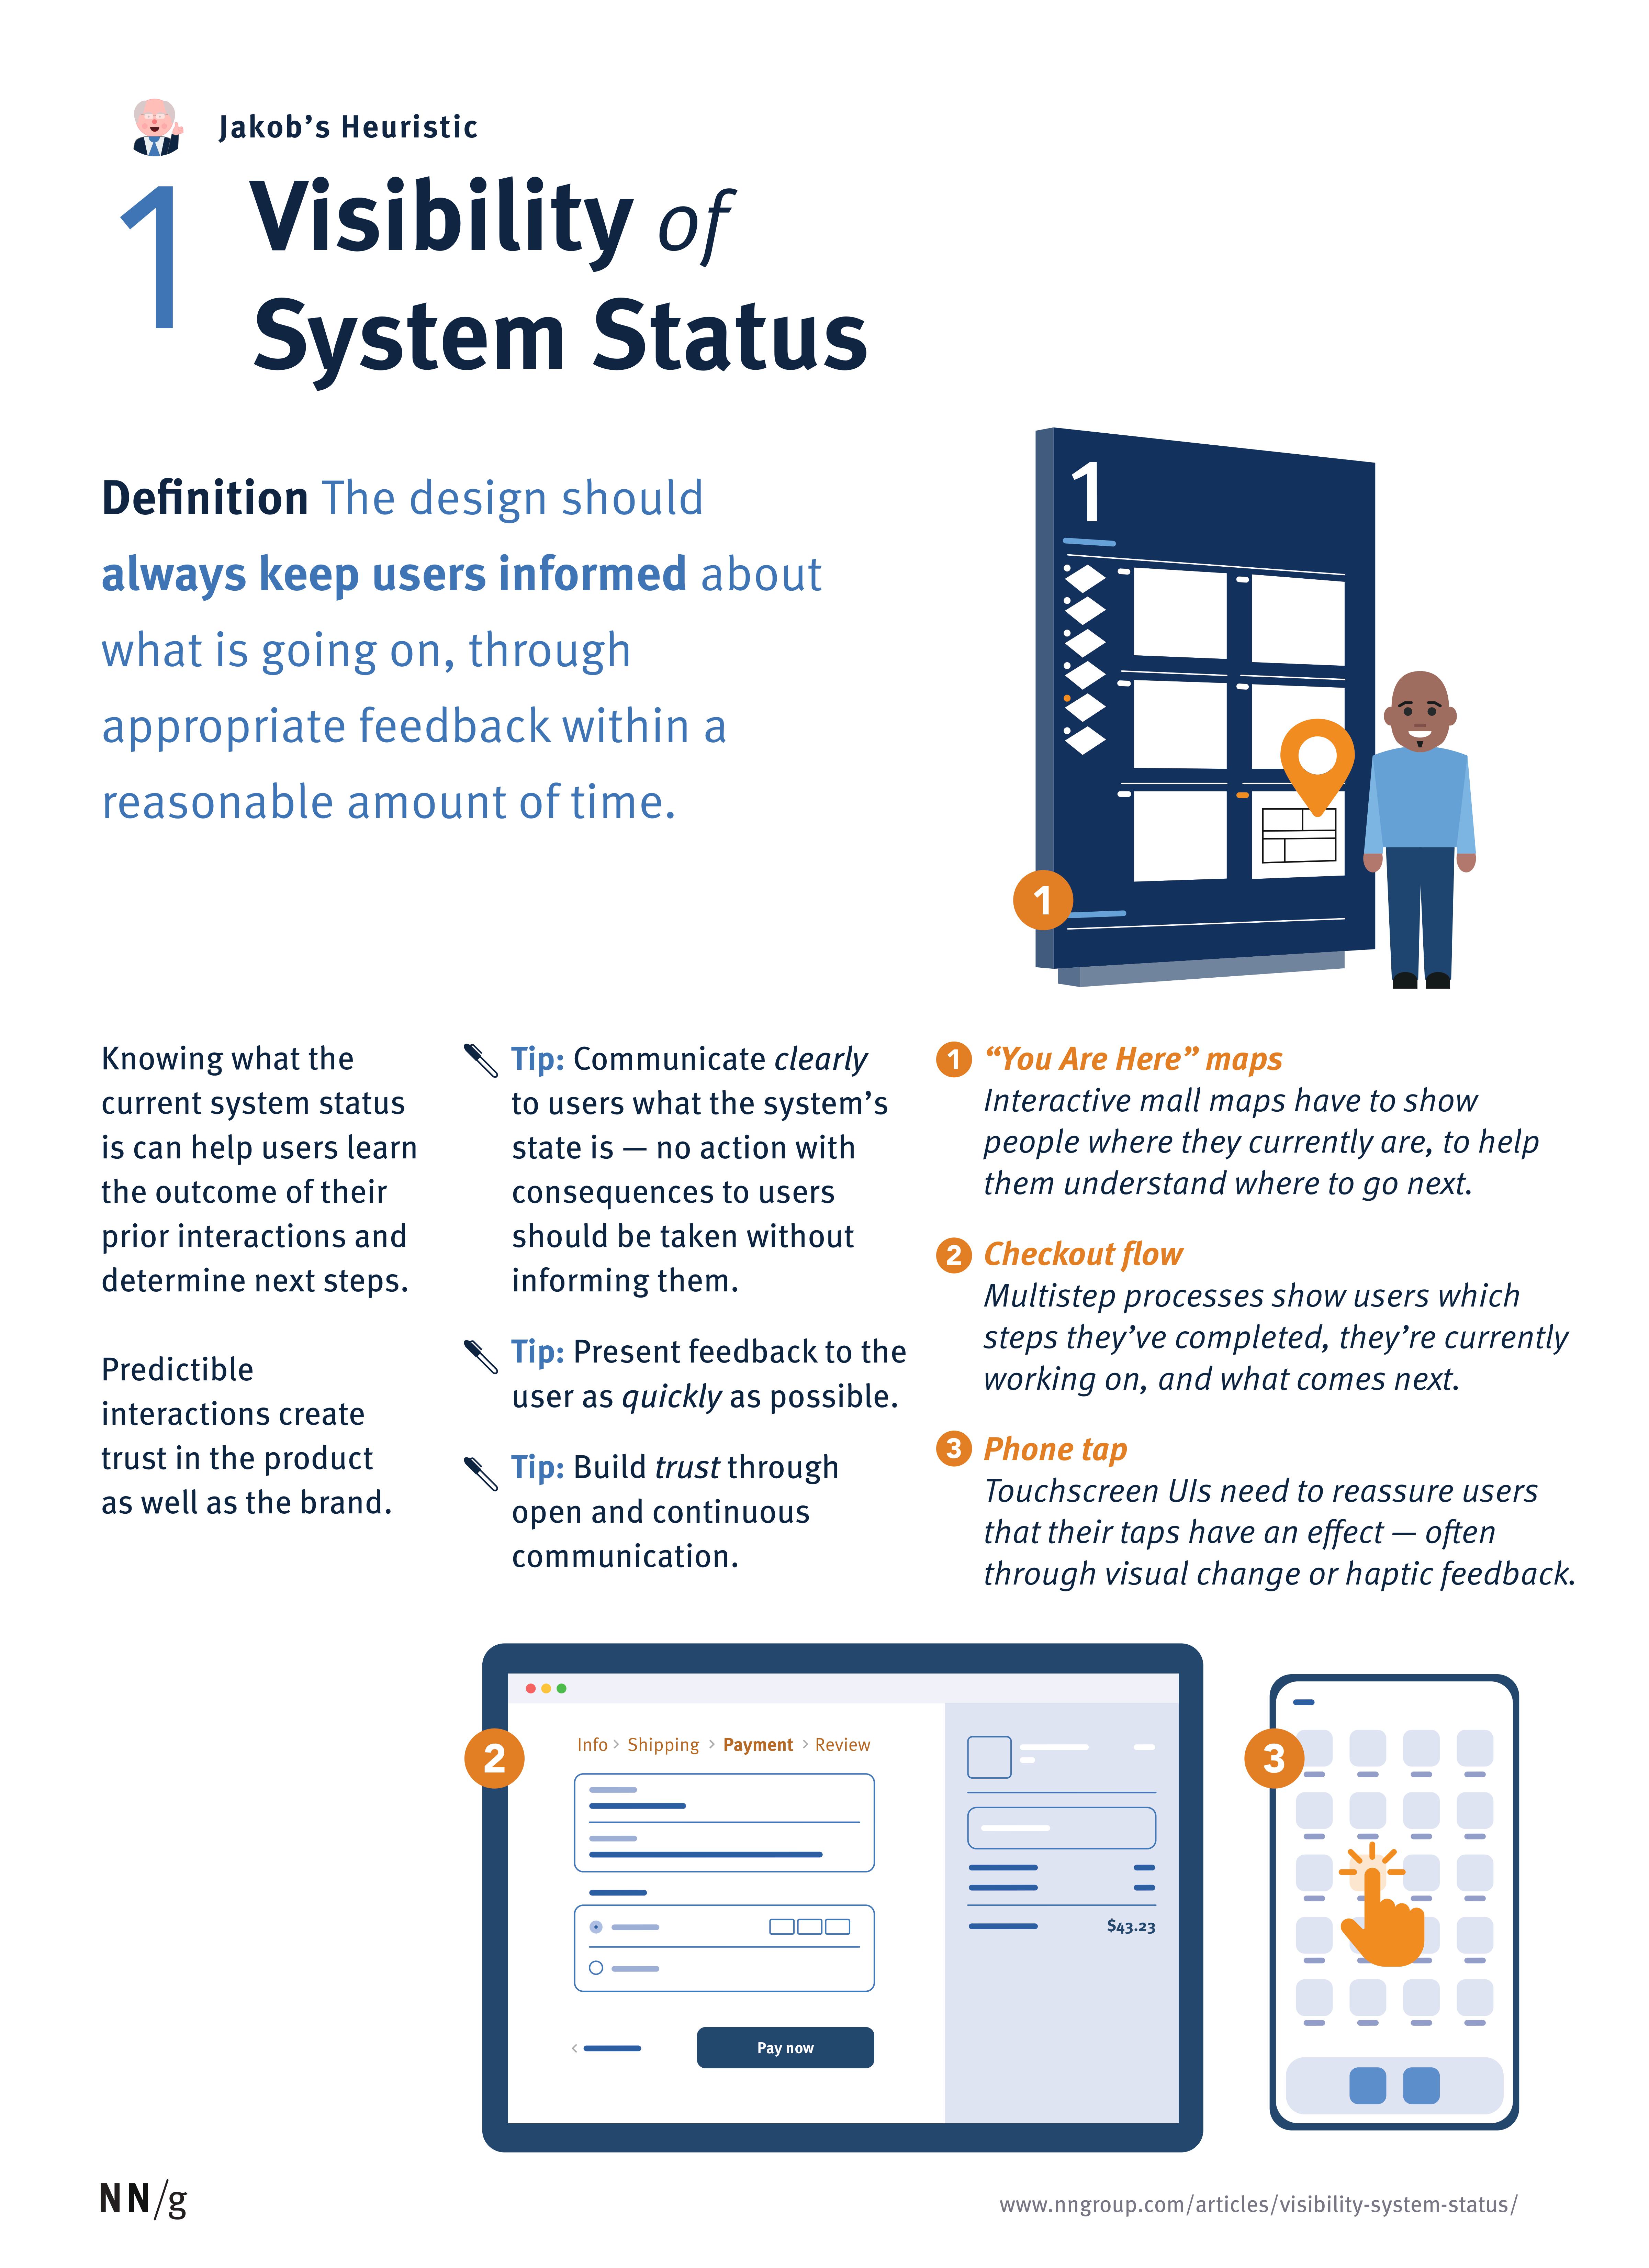 Jakob’s Heuristic
1
Visibility of
System Status
Definition The design should
always keep users informed about
what is going on, through
appropriate feedback within a
reasonable amount of time.
1
1
Knowing what the
current system status
is can help users learn
the outcome of their
prior interactions and
determine next steps.
Predictible
interactions create
trust in the product
as well as the brand.
Tip: Communicate clearly
to users what the system’s
state is — no action with
consequences to users
should be taken without
informing them.
Tip: Present feedback to the
user as quickly as possible.
Tip: Build trust through
open and continuous
communication.
1 “You Are Here” maps
Interactive mall maps have to show
people where they currently are, to help
them understand where to go next.
2 Checkout flow
Multistep processes show users which
steps they’ve completed, they’re currently
working on, and what comes next.
3 Phone tap
Touchscreen UIs need to reassure users
that their taps have an effect — often
through visual change or haptic feedback.
2
Info > Shipping > Payment > Review
$43.23
< 
Pay now
3
NN/g
www.nngroup.com/articles/visibility-system-status/